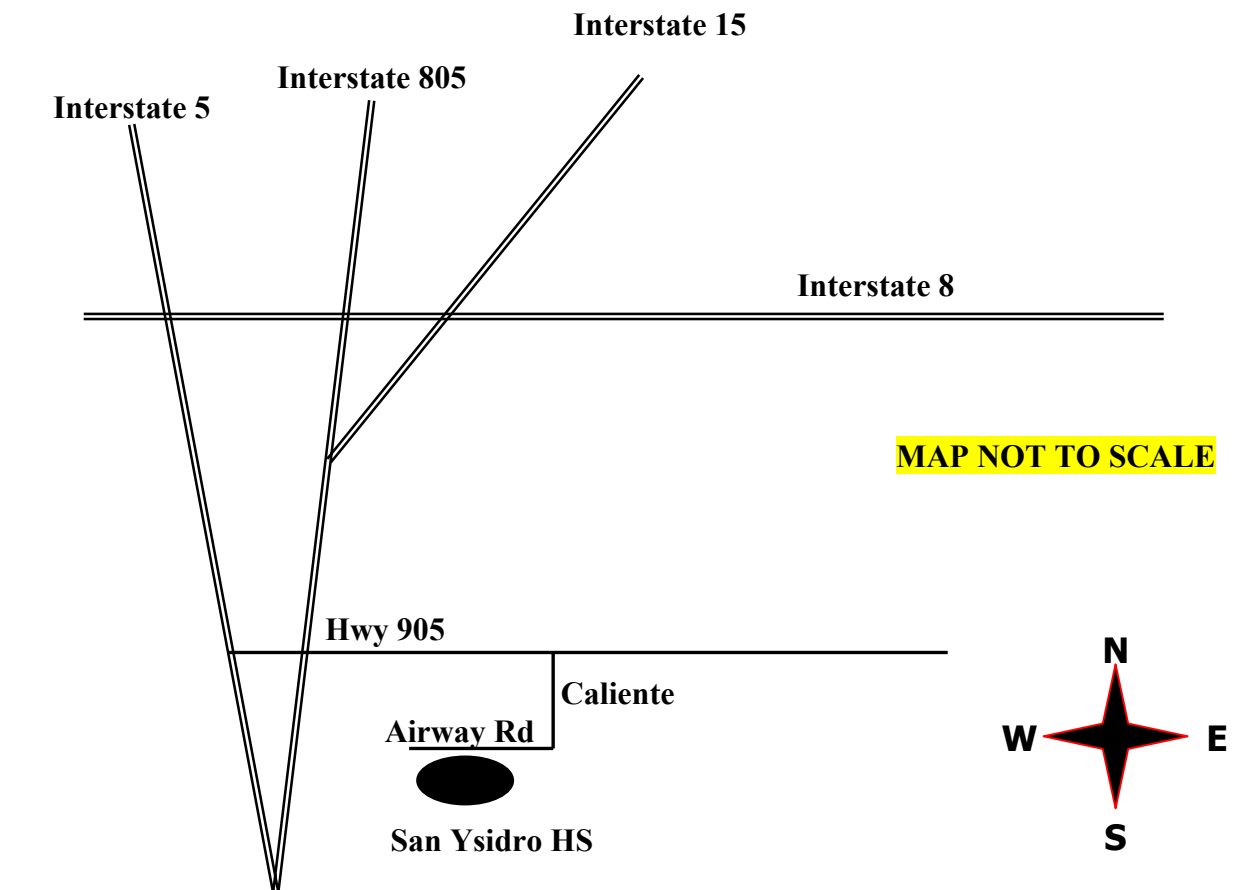 Interstate 15
Interstate 805
Interstate 5
Interstate 8
MAP NOT TO SCALE
Hwy 905
N
Caliente
Airway Rd
W
E
San Ysidro HS
S